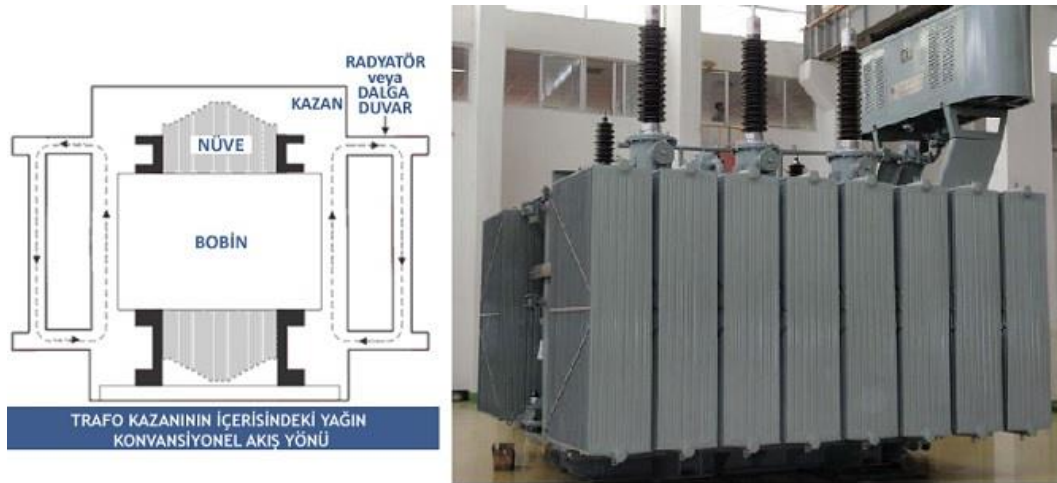 RADYATÖR
veya
DALGA
DUVAR
KAZAN
NÜVE
BOBİN
TRAFO KAZANININ İÇERİSİNDEKİ YAĞIN
KONVANSİYONEL AKIŞ YÖNÜ